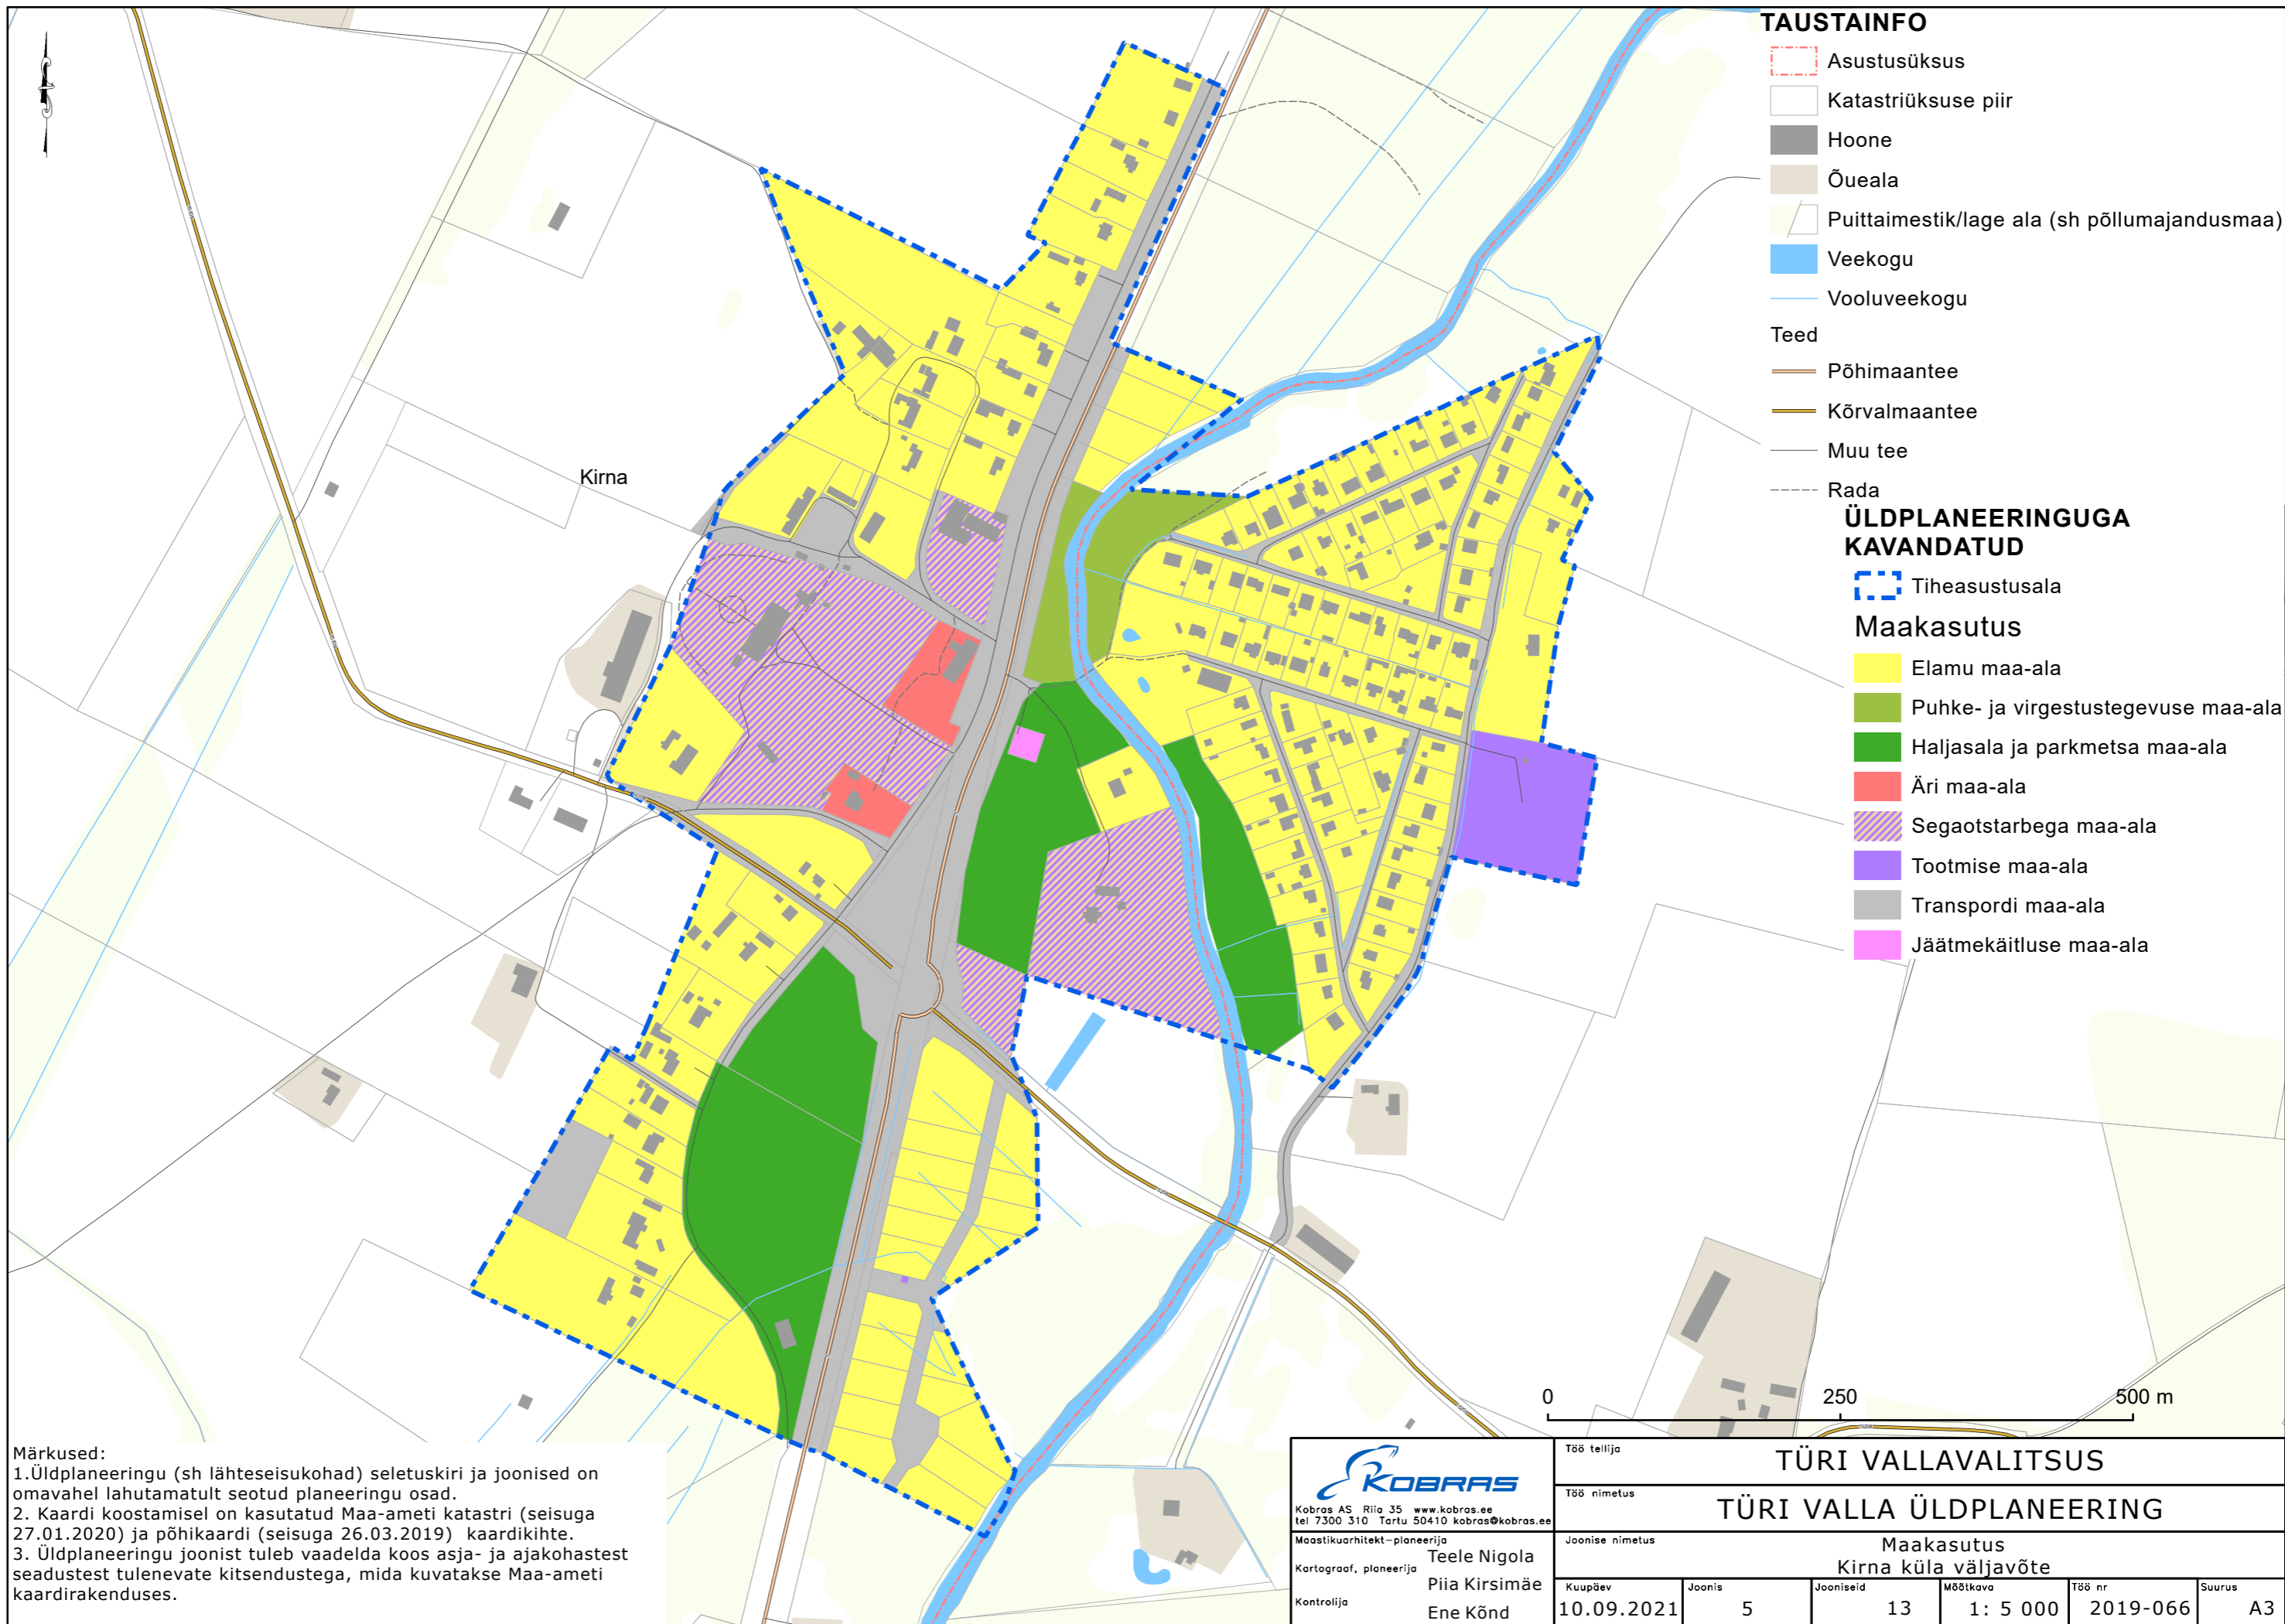 TAUSTAINFO
Asustusüksus
Katastriüksuse piir
Hoone
Õueala
Puittaimestik/lage ala (sh põllumajandusmaa)
Veekogu
Vooluveekogu
Teed
Põhimaantee
Kõrvalmaantee
Muu tee
Rada
ÜLDPLANEERINGUGA
KAVANDATUD
Tiheasustusala
Maakasutus
Elamu maa-ala
Puhke- ja virgestustegevuse maa-ala
Haljasala ja parkmetsa maa-ala
Äri maa-ala
Segaotstarbega maa-ala
Tootmise maa-ala
Transpordi maa-ala
Jäätmekäitluse maa-ala
Kirna
0 250 500 m
Märkused:
1.Üldplaneeringu (sh lähteseisukohad) seletuskiri ja joonised on
omavahel lahutamatult seotud planeeringu osad.
2. Kaardi koostamisel on kasutatud Maa-ameti katastri (seisuga
27.01.2020) ja põhikaardi (seisuga 26.03.2019) kaardikihte.
3. Üldplaneeringu joonist tuleb vaadelda koos asja- ja ajakohastest
seadustest tulenevate kitsendustega, mida kuvatakse Maa-ameti
kaardirakenduses.
KOBRAS
Kobras AS Riia 35 www.kobras.ee
tel 7300 310 Tartu 50410 kobras@kobras.ee
Maastikuarhitekt-planeerija
Teele Nigola
Kartograaf, planeerija
Piia Kirsimäe
Kontrolija
Ene Kõnd
Töö tellija
TÜRI VALLAVALITSUS
Töö nimetus
TÜRI VALLA ÜLDPLANEERING
Joonise nimetus
Maakasutus
Kirna küla väljavõte
Kuupäev Joonis Jooniseid Mõõtkava Töö nr Suurus
10.09.2021 5 13 1: 5 000 2019-066 A3